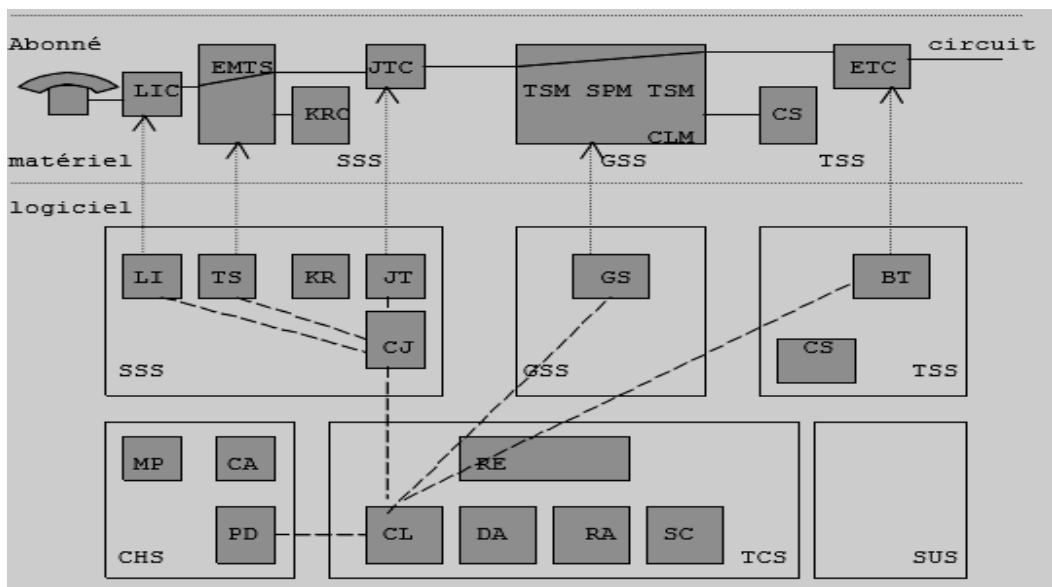 Abonné
circuit
EMTS
JTC
ETC
LIC
TSM SPM TSM
KRC
CS
CLM
matériel
SSS
GSS
TSS
logiciel
LI
TS
KR
JT
GS
BT
CJ
CS
SSS
GSS
TSS
MP
CA
RE
PD
CL
DA
RA
SC
CHS
TCS
SUS